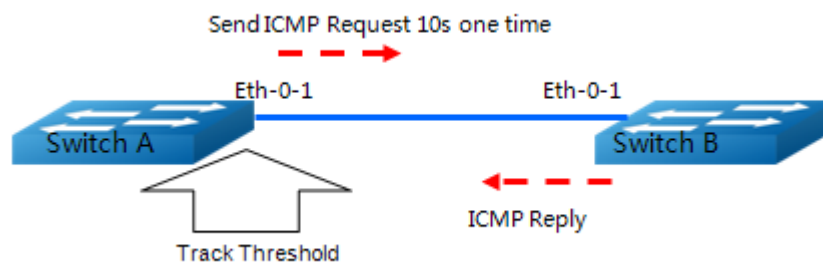 Send ICMP Request 10s one time
Eth-0-1
Eth-0-1
Switch A
Switch B
ICMP Reply
Track Threshold